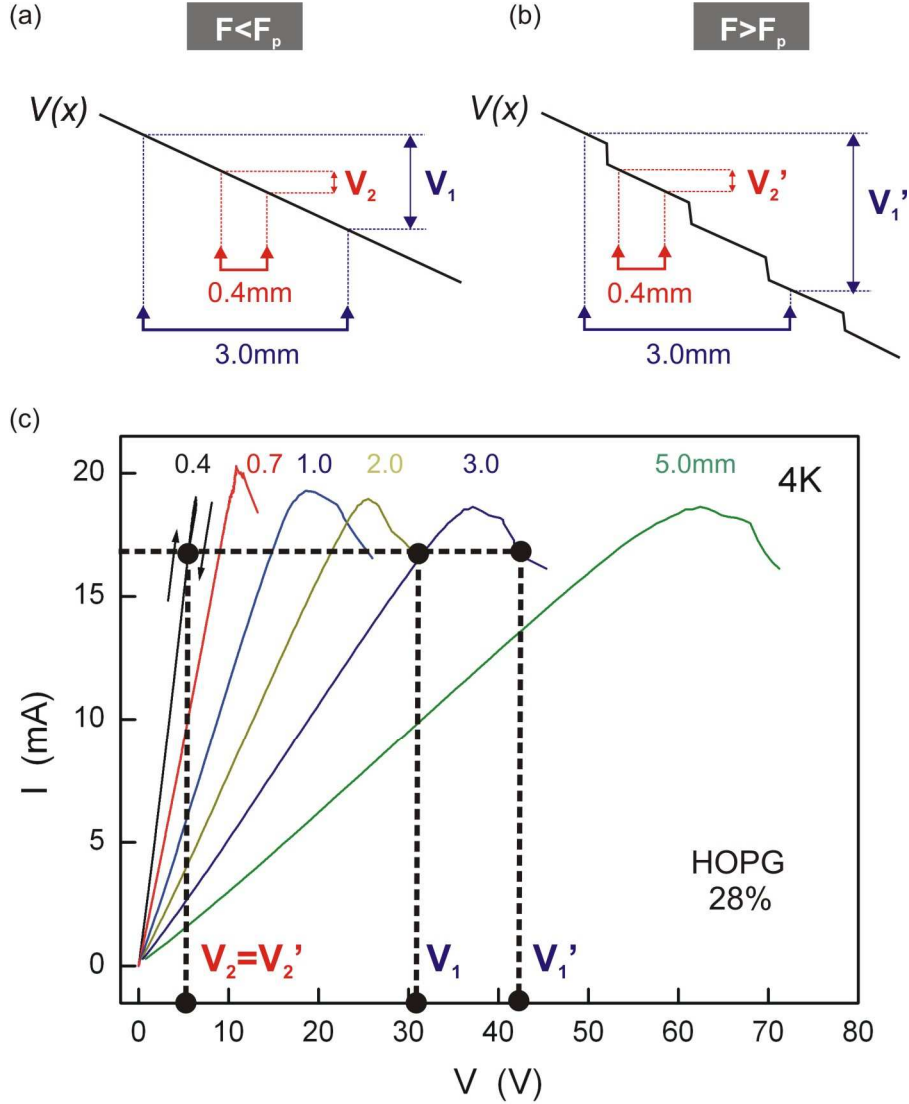 (a)
F<Fp
(b)
F>Fp
V(x)
V2
V1
0.4mm
3.0mm
V(x)
V2’
V1’
0.4mm
3.0mm
(c)
0.4 0.7 1.0 2.0 3.0 5.0mm
4K
20
15
10
5
0
I (mA)
HOPG
28%
V2=V2’
V1
V1’
0 10 20 30 40 50 60 70 80
V (V)